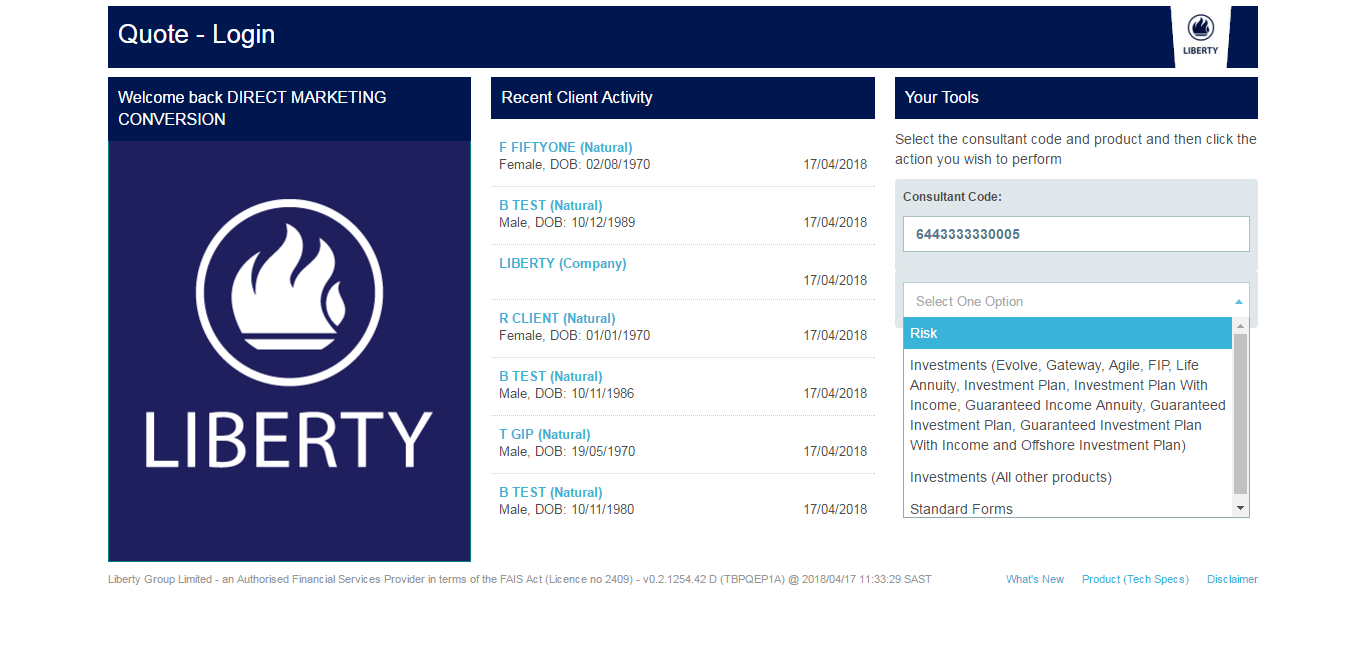 Quote - Login
LIBERTY
Welcome back DIRECT MARKETING
CONVERSION
LIBERTY
Recent Client Activity
F FIFTYONE (Natural)
Female, DOB: 02/08/1970 17/04/2018
B TEST (Natural)
Male, DOB: 10/12/1989 17/04/2018
LIBERTY (Company)
17/04/2018
R CLIENT (Natural)
Female, DOB: 01/01/1970 17/04/2018
B TEST (Natural)
Male, DOB: 10/11/1986 17/04/2018
T GIP (Natural)
Male, DOB: 19/05/1970 17/04/2018
B TEST (Natural)
Male, DOB: 10/11/1980 17/04/2018
Your Tools
Select the consultant code and product and then click the
action you wish to perform
Consultant Code:
6443333330005
Select One Option
Risk
Investments (Evolve, Gateway, Agile, FIP, Life
Annuity, Investment Plan, Investment Plan With
Income, Guaranteed Income Annuity, Guaranteed
Investment Plan, Guaranteed Investment Plan
With Income and Offshore Investment Plan)
Investments (All other products)
Standard Forms
Liberty Group Limited - an Authorised Financial Services Provider in terms of the FAIS Act (Licence no 2409) - v0.2.1254.42 D (TBPQEP1A) @ 2018/04/17 11:33:29 SAST
What's New Product (Tech Specs) Disclaimer